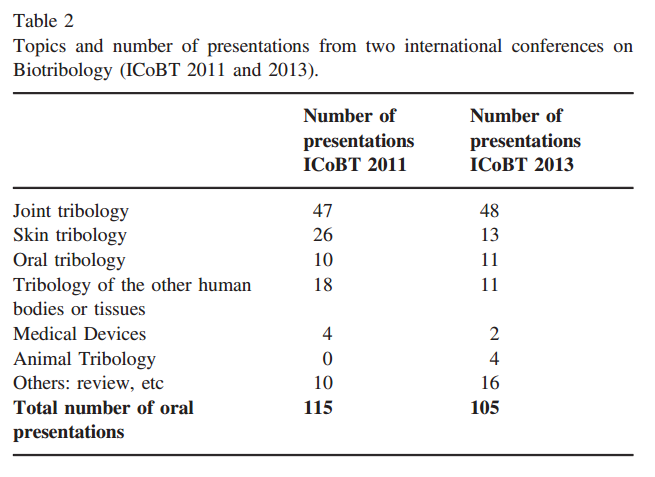 Table 2
Topics and number of presentations from two international conferences on
Biotribology (ICoBT 2011 and 2013).
Number of presentations ICoBT 2011 Number of presentations ICoBT 2013
Joint tribology 47 48
Skin tribology 26 13
Oral tribology 10 11
Tribology of the other human 18 11
bodies or tissues
Medical Devices 4 2
Animal Tribology 0 4
Others: review, etc 10 16
Total number of oral 115 105
presentations